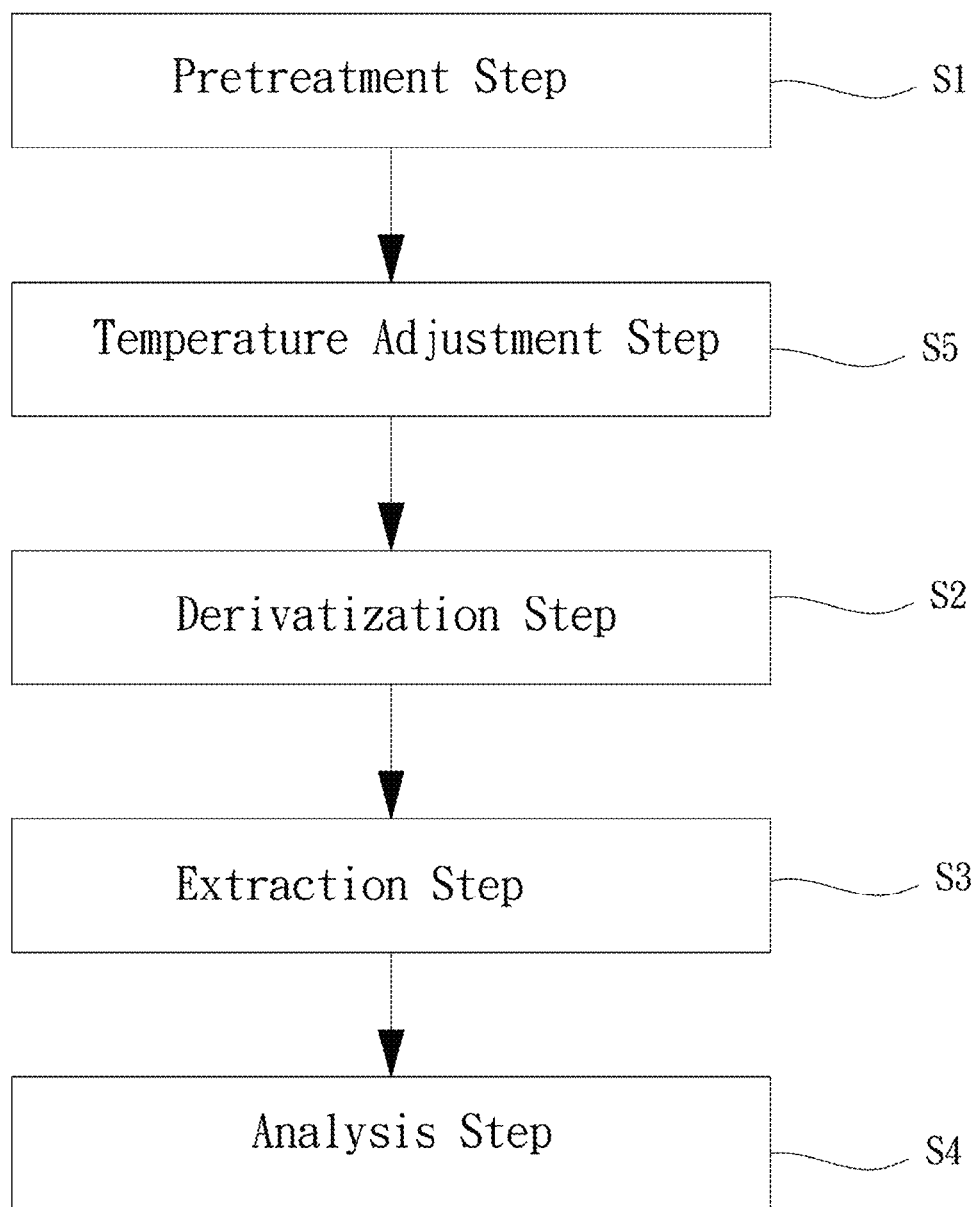 Pretreatment Step
S1
Temperature Adjustment Step
S5
Derivatization Step
S2
Extraction Step
S3
Analysis Step
S4